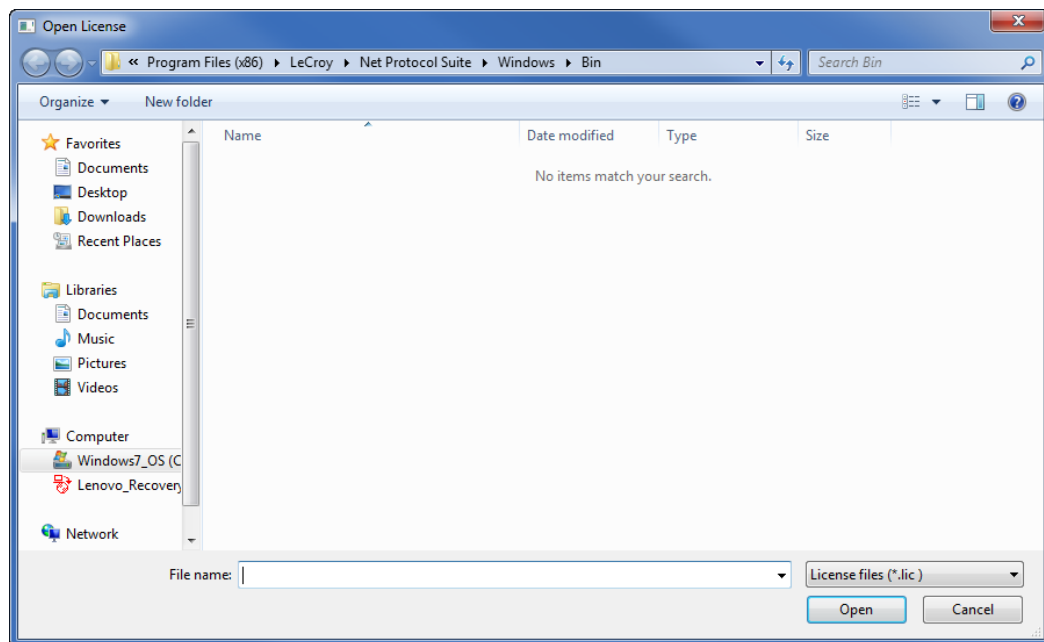 Open License
« Program Files (x86) ▸ LeCroy ▸ Net Protocol Suite ▸ Windows ▸ Bin
Search Bin
Organize New folder
Name Date modified Type Size
No items match your search.
Favorites
Documents
Desktop
Downloads
Recent Places
Libraries
Documents
Music
Pictures
Videos
Computer
Windows7_OS (C
Lenovo_Recovery
Network
File name:
License files (*.lic )
Open Cancel